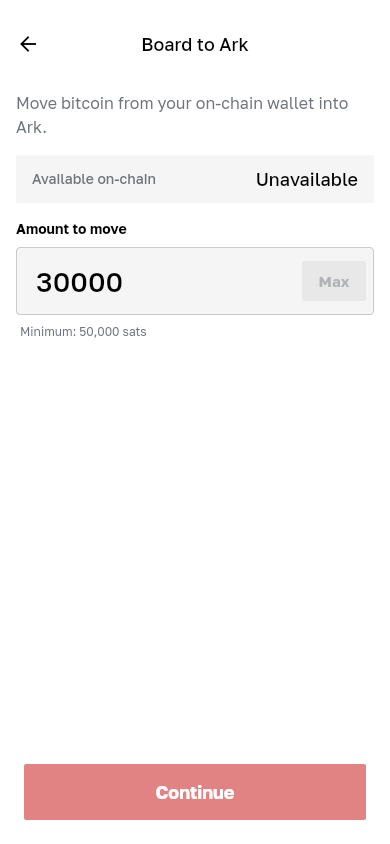 Board to Ark
Move bitcoin from your on-chain wallet into
Ark.
Available on-chain
Unavailable
Amount to move
30000
Max
Minimum: 50,000 sats
Continue